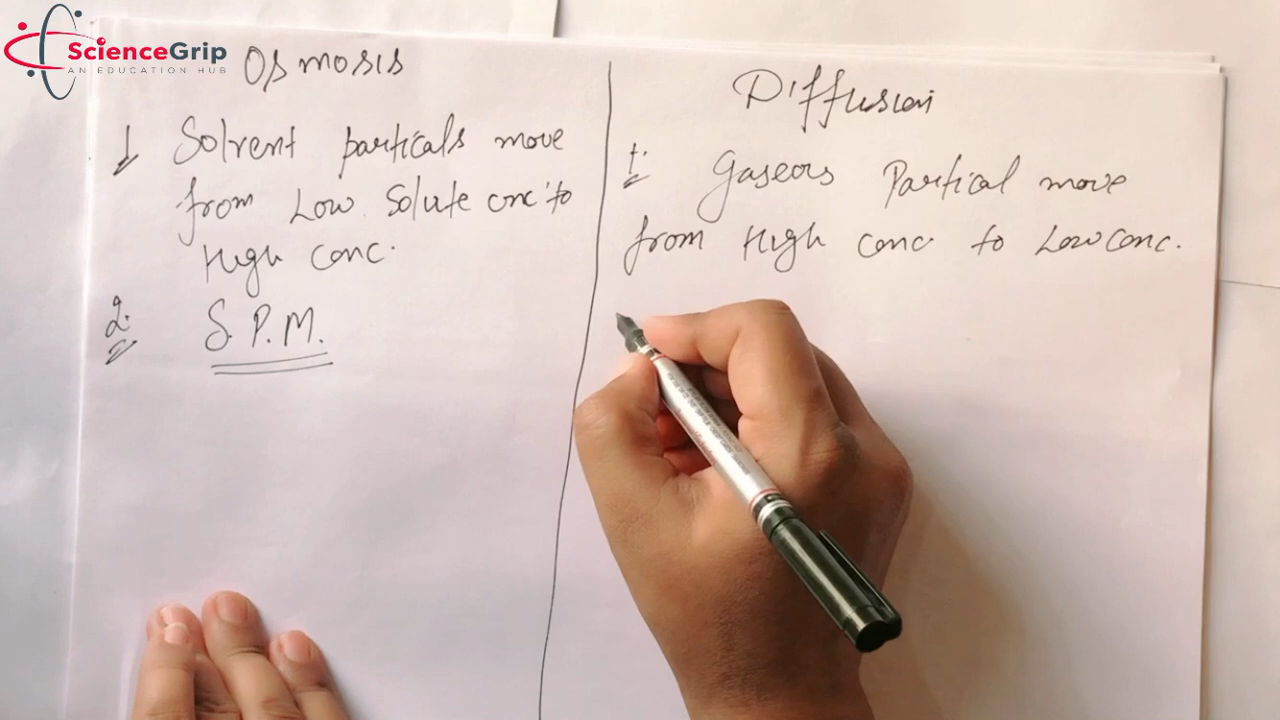 ScienceGrip
AN EDUCATION HUB
Osmosis
1 Solvent particals move
from Low Solute conc to
High conc.
2. S.P.M.
Diffusion
1. Gaseous Partical move
from High conc. to Low conc.